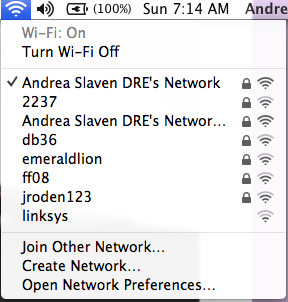 (100%) Sun 7:14 AM Andre
Wi-Fi: On
Turn Wi-Fi Off
✓ Andrea Slaven DRE's Network
2237
Andrea Slaven DRE's Networ...
db36
emeraldlion
ff08
jroden123
linksys
Join Other Network...
Create Network...
Open Network Preferences...